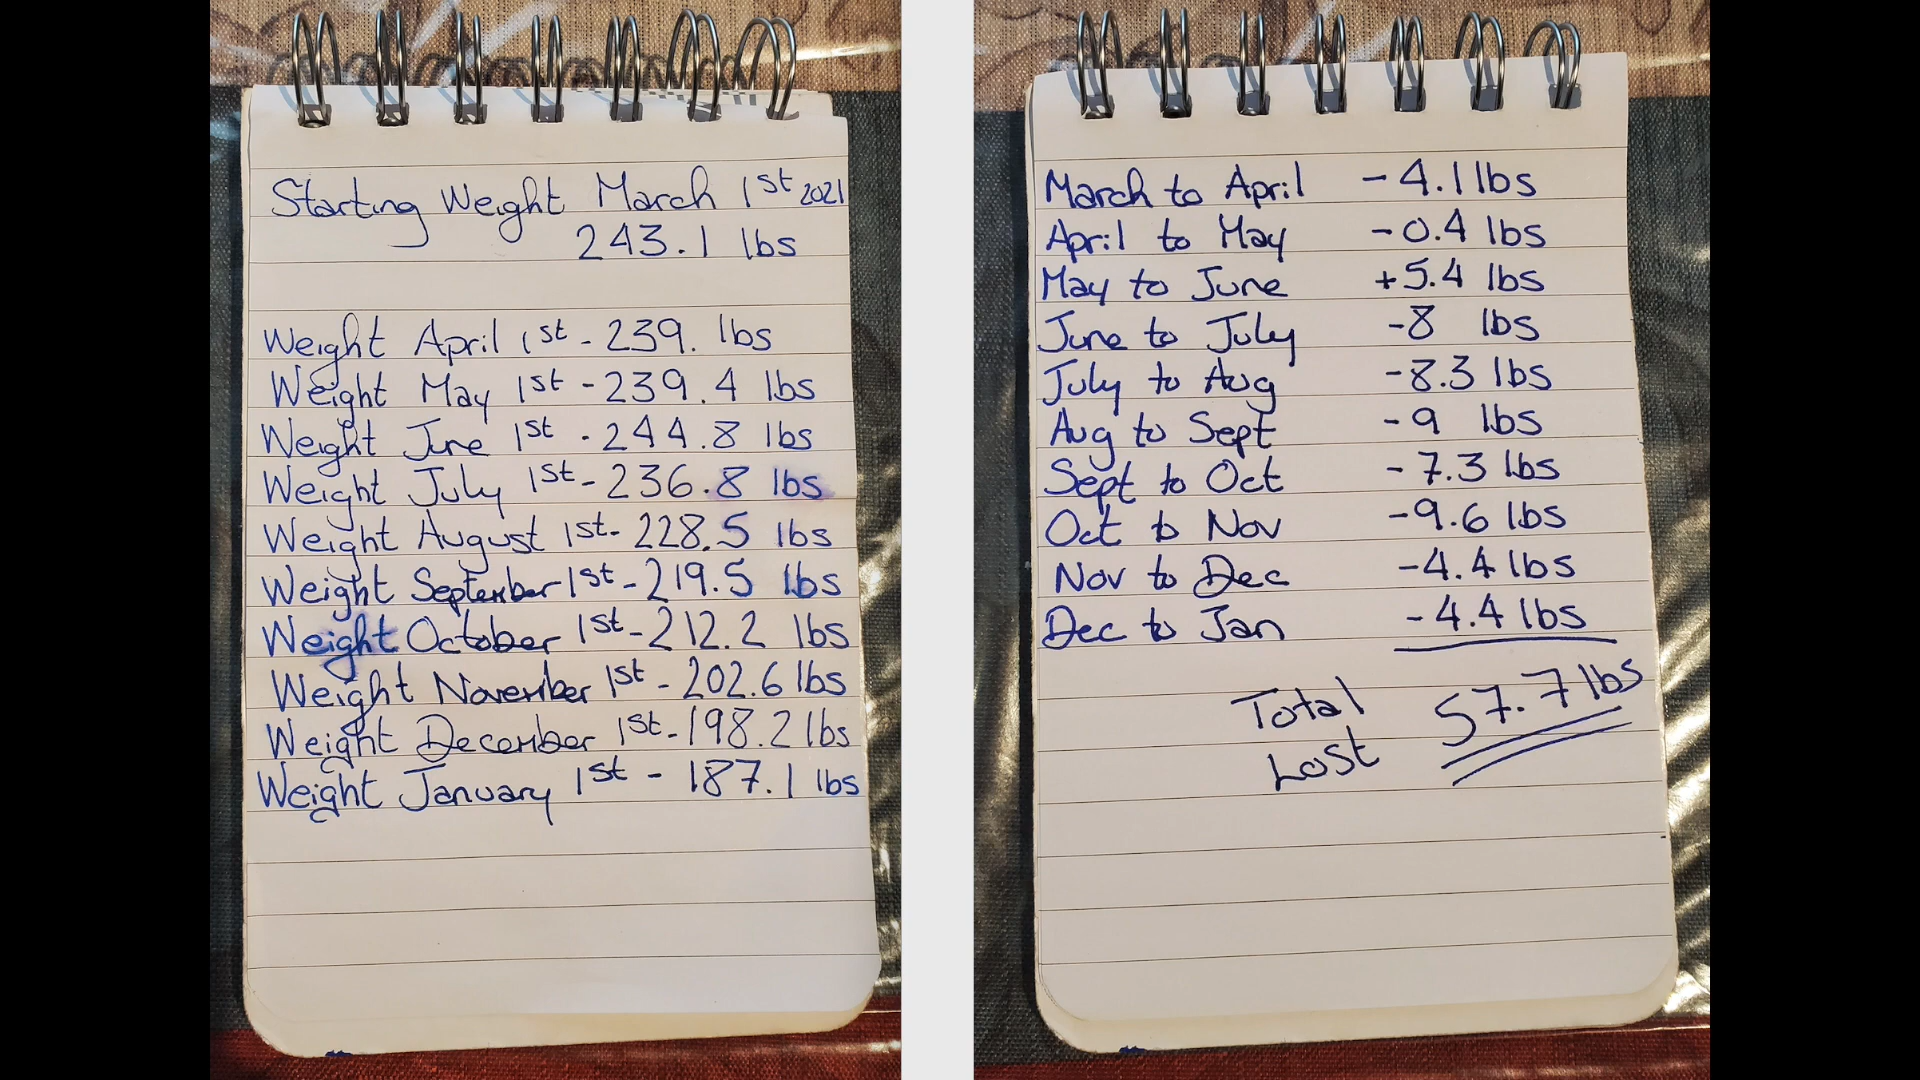 Starting Weight March 1st 2021
243.1 lbs
Weight April 1st - 239. lbs
Weight May 1st - 239.4 lbs
Weight June 1st - 244.8 lbs
Weight July 1st - 236.8 lbs
Weight August 1st - 228.5 lbs
Weight September 1st - 219.5 lbs
Weight October 1st - 212.2 lbs
Weight November 1st - 202.6 lbs
Weight December 1st - 198.2 lbs
Weight January 1st - 187.1 lbs
March to April -4.1 lbs
April to May -0.4 lbs
May to June +5.4 lbs
June to July -8 lbs
July to Aug -8.3 lbs
Aug to Sept -9 lbs
Sept to Oct -7.3 lbs
Oct to Nov -9.6 lbs
Nov to Dec -4.4 lbs
Dec to Jan -4.4 lbs
Total 57.7 lbs
Lost